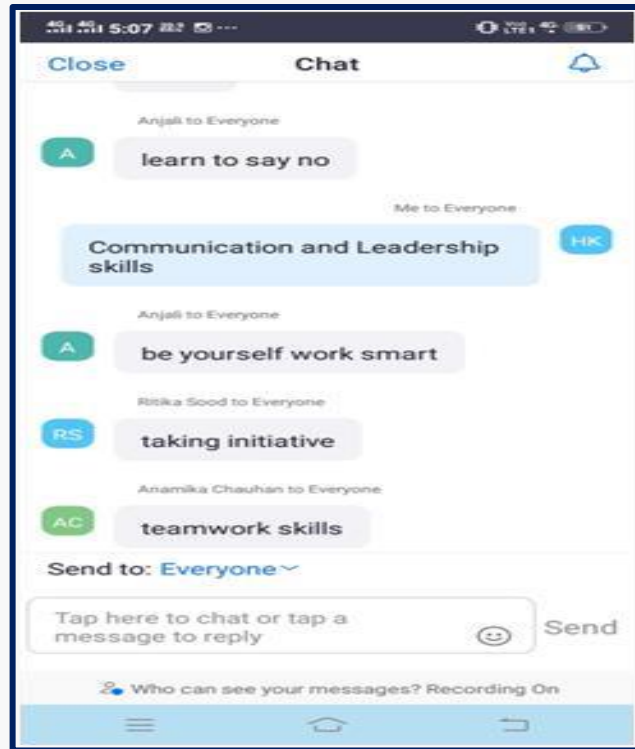 5:07
Close Chat
Anjali to Everyone
A
learn to say no
Me to Everyone
HK
Communication and Leadership
skills
Anjali to Everyone
A
be yourself work smart
Ritika Sood to Everyone
RS
taking initiative
Anamika Chauhan to Everyone
AC
teamwork skills
Send to: Everyone
Tap here to chat or tap a
message to reply
Send
Who can see your messages? Recording On